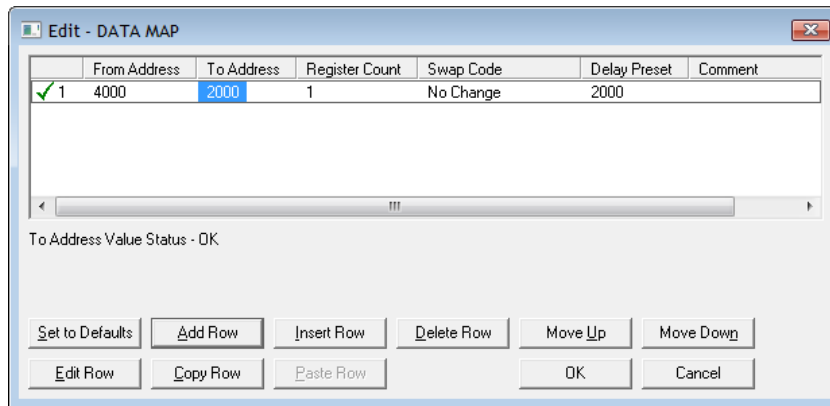 Edit - DATA MAP
From Address To Address Register Count Swap Code Delay Preset Comment
1 4000 2000 1 No Change 2000
To Address Value Status - OK
Set to Defaults Add Row Insert Row Delete Row Move Up Move Down
Edit Row Copy Row Paste Row OK Cancel